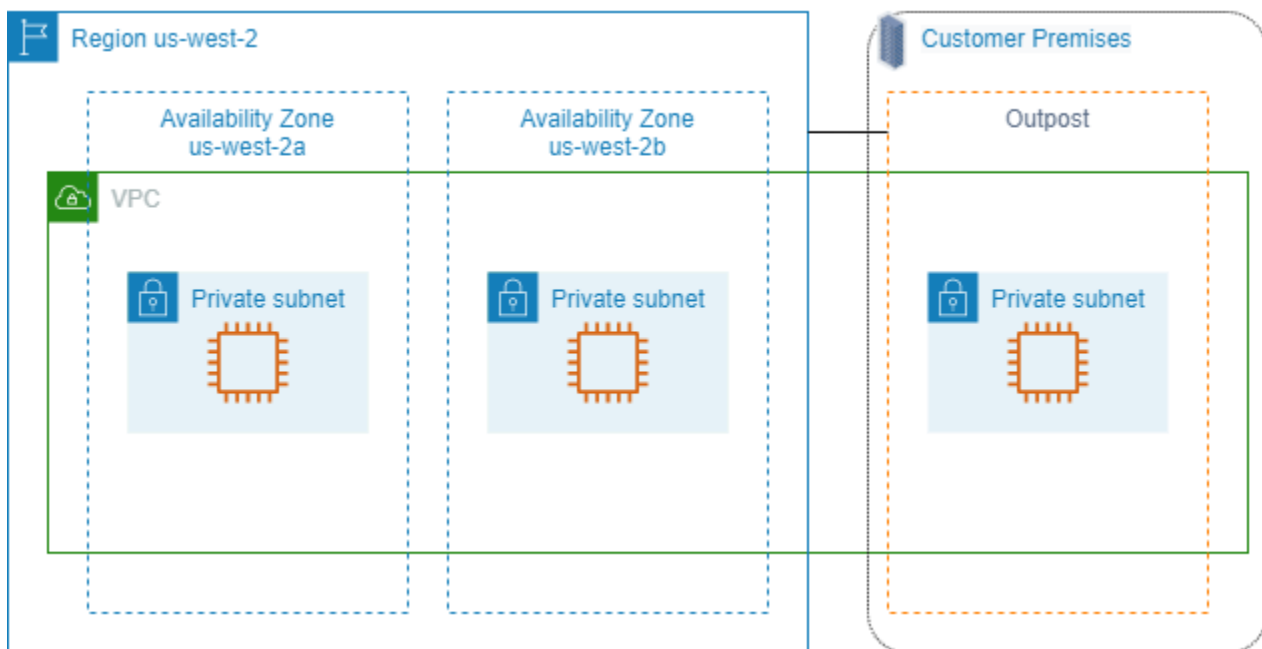 Region us-west-2
Customer Premises
Availability Zone
us-west-2a
Availability Zone
us-west-2b
Outpost
VPC
Private subnet
Private subnet
Private subnet